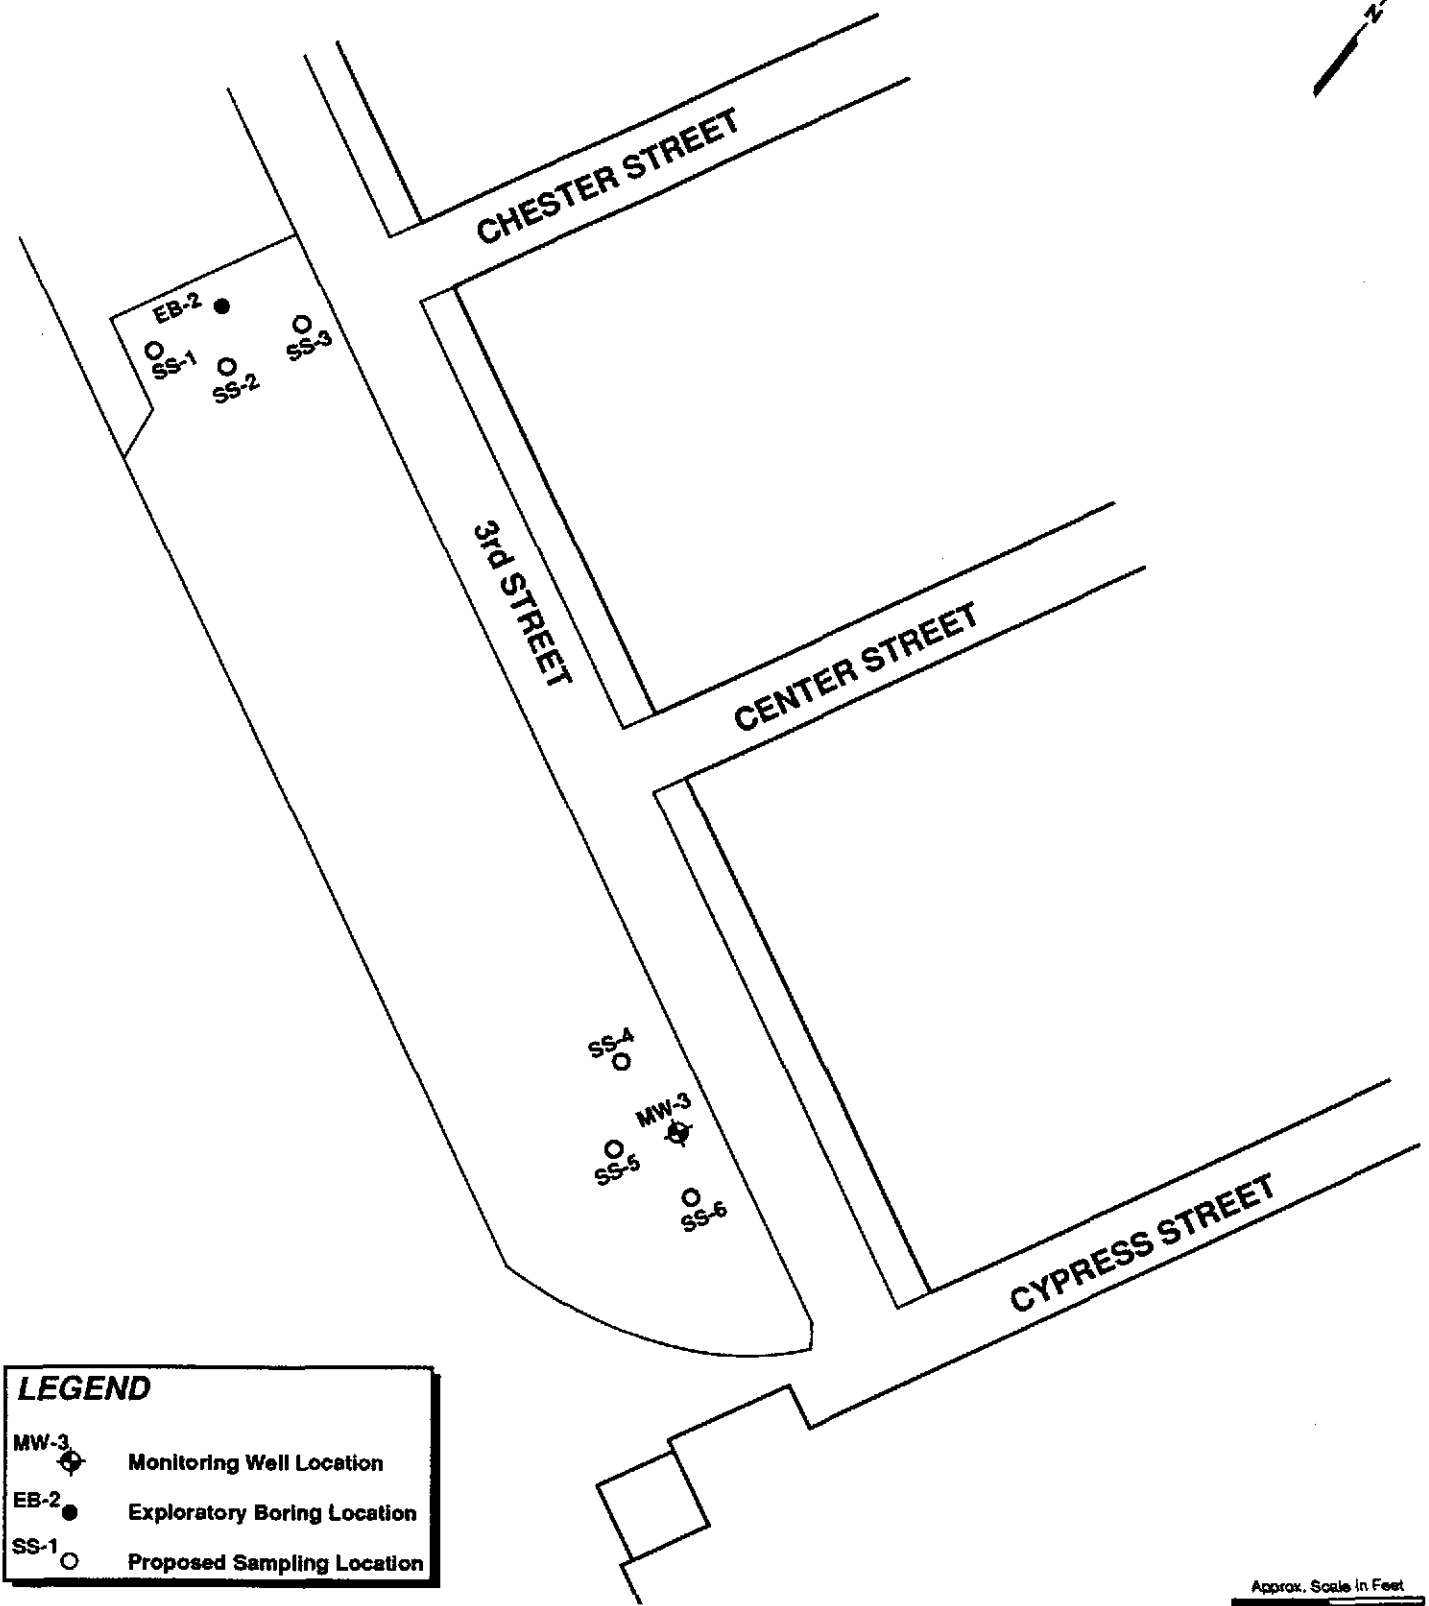 -Z-
CHESTER STREET
EB-2
SS-1
SS-2
SS-3
3rd STREET
CENTER STREET
SS-4
MW-3
SS-5
SS-6
CYPRESS STREET
LEGEND
MW-3
Monitoring Well Location
EB-2
Exploratory Boring Location
SS-1
Proposed Sampling Location
Approx. Scale in Feet